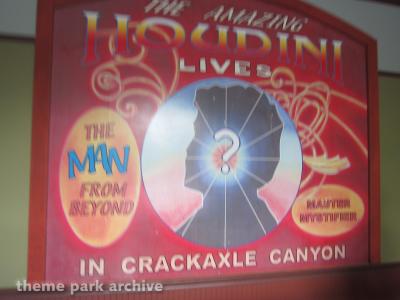 THE AMAZING
HOUDINI
LIVES
THE
MAN
FROM
BEYOND
?
MASTER
MYSTIFIER
IN CRACKAXLE CANYON
theme park archive